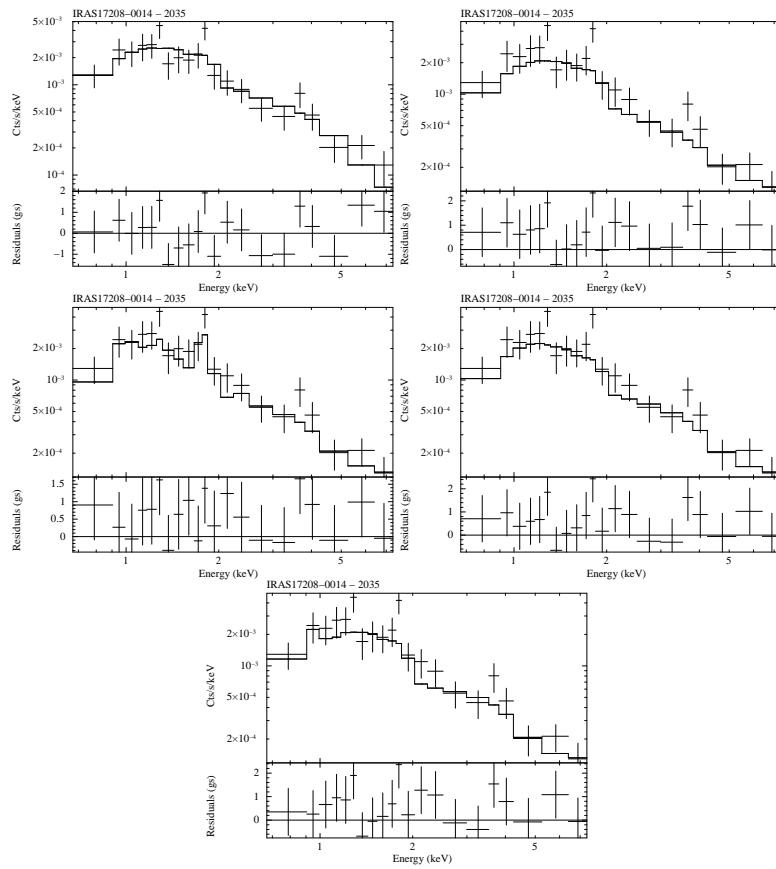 IRAS17208−0014 − 2035
Cts/s/keV
5×10⁻³
2×10⁻³
10⁻³
5×10⁻⁴
2×10⁻⁴
10⁻⁴
Residuals (gs)
2
1
0
−1
1 2 5
Energy (keV)
IRAS17208−0014 − 2035
Cts/s/keV
2×10⁻³
10⁻³
5×10⁻⁴
2×10⁻⁴
Residuals (gs)
2
1
0
1 2 5
Energy (keV)
IRAS17208−0014 − 2035
Cts/s/keV
2×10⁻³
10⁻³
5×10⁻⁴
2×10⁻⁴
Residuals (gs)
1.5
1
0.5
0
1 2 5
Energy (keV)
IRAS17208−0014 − 2035
Cts/s/keV
2×10⁻³
10⁻³
5×10⁻⁴
2×10⁻⁴
Residuals (gs)
2
1
0
1 2 5
Energy (keV)
IRAS17208−0014 − 2035
Cts/s/keV
2×10⁻³
10⁻³
5×10⁻⁴
2×10⁻⁴
Residuals (gs)
2
1
0
1 2 5
Energy (keV)